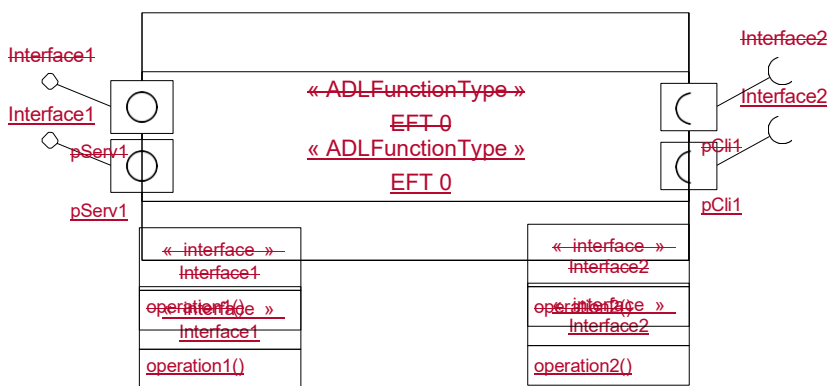 Interface1
Interface2
« ADLFunctionType »
Interface1
Interface2
EFT 0
pServ1
« ADLFunctionType »
pCli1
EFT 0
pServ1
pCli1
« interface »
Interface1
« interface »
Interface2
operation1()
« interface »
Interface1
operation1()
operation2()
« interface »
Interface2
operation2()